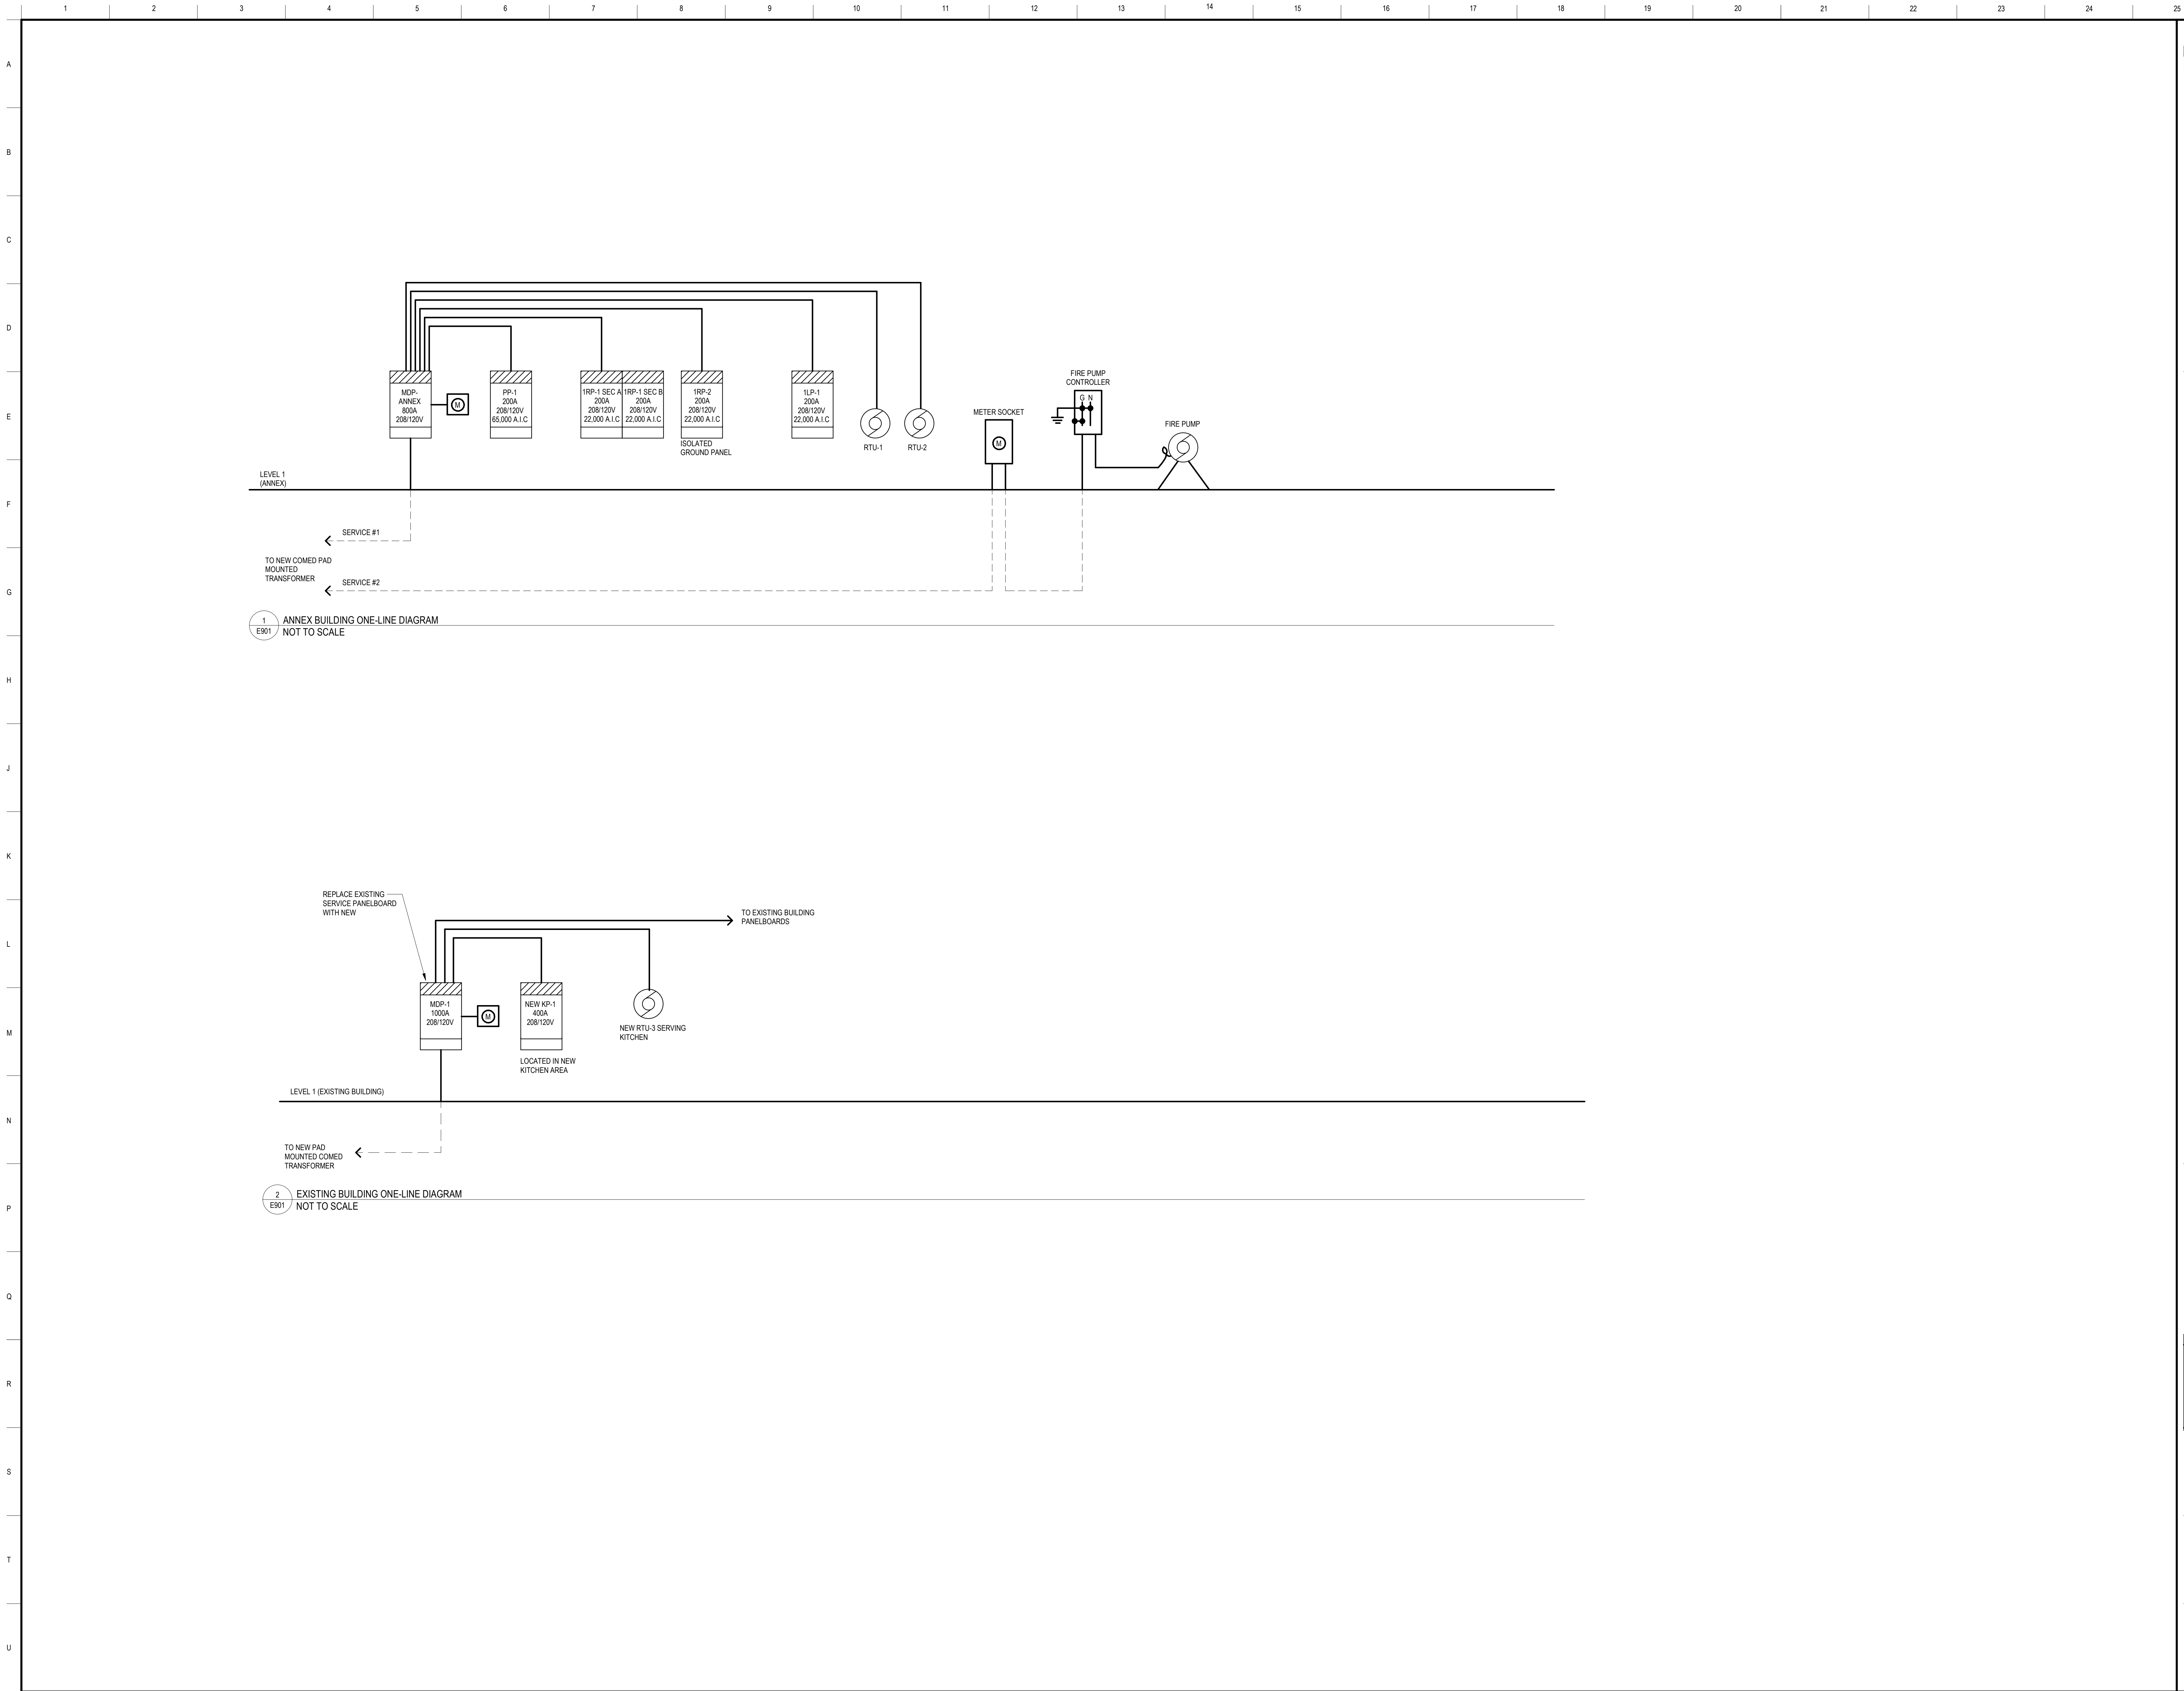 1 2 3 4 5 6 7 8 9 10 11 12 13 14 15 16 17 18 19 20 21 22 23 24 25
A
B
C
D
E
F
G
H
J
K
L
M
N
P
Q
R
S
T
U
MDP-
ANNEX
800A
208/120V
M
PP-1
200A
208/120V
65,000 A.I.C
1RP-1 SEC A
200A
208/120V
22,000 A.I.C
1RP-1 SEC B
200A
208/120V
22,000 A.I.C
1RP-2
200A
208/120V
22,000 A.I.C
ISOLATED
GROUND PANEL
1LP-1
200A
208/120V
22,000 A.I.C
RTU-1
RTU-2
METER SOCKET
M
FIRE PUMP
CONTROLLER
G N
FIRE PUMP
LEVEL 1
(ANNEX)
SERVICE #1
TO NEW COMED PAD
MOUNTED
TRANSFORMER
SERVICE #2
1
E901
ANNEX BUILDING ONE-LINE DIAGRAM
NOT TO SCALE
REPLACE EXISTING
SERVICE PANELBOARD
WITH NEW
TO EXISTING BUILDING
PANELBOARDS
MDP-1
1000A
208/120V
M
NEW KP-1
400A
208/120V
LOCATED IN NEW
KITCHEN AREA
NEW RTU-3 SERVING
KITCHEN
LEVEL 1 (EXISTING BUILDING)
TO NEW PAD
MOUNTED COMED
TRANSFORMER
2
E901
EXISTING BUILDING ONE-LINE DIAGRAM
NOT TO SCALE